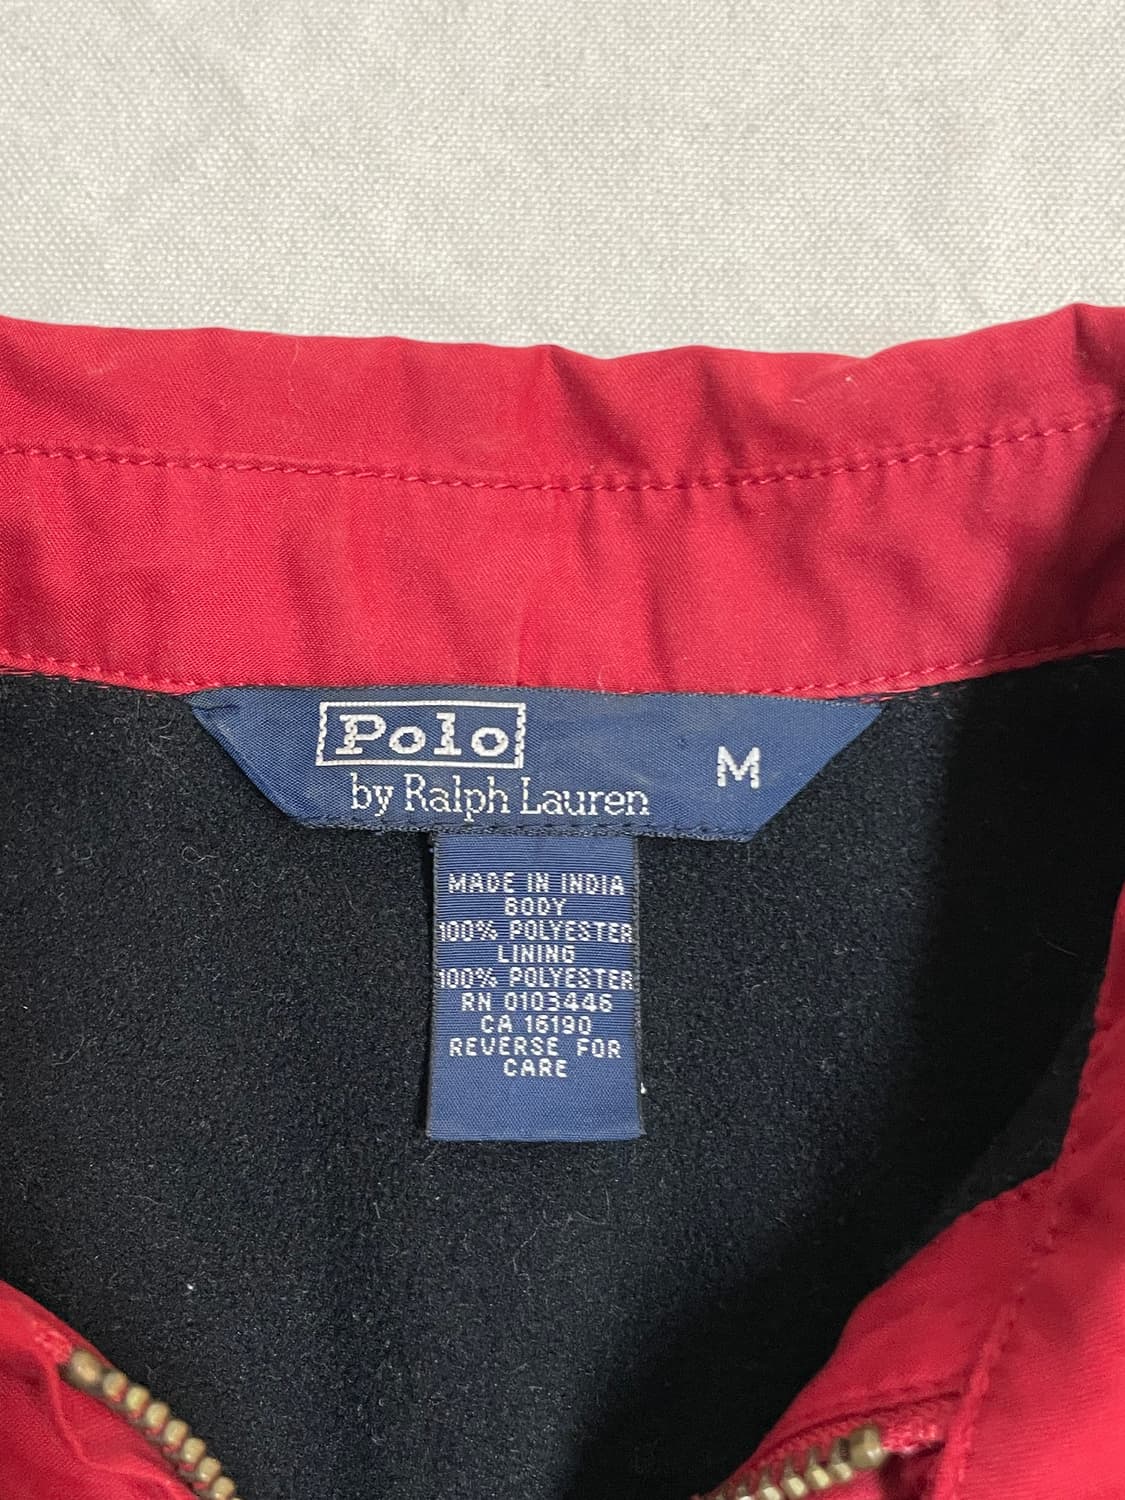 Polo
by Ralph Lauren
M
MADE IN INDIA
BODY
100% POLYESTER
LINING
100% POLYESTER
RN 0103446
CA 16190
REVERSE FOR
CARE